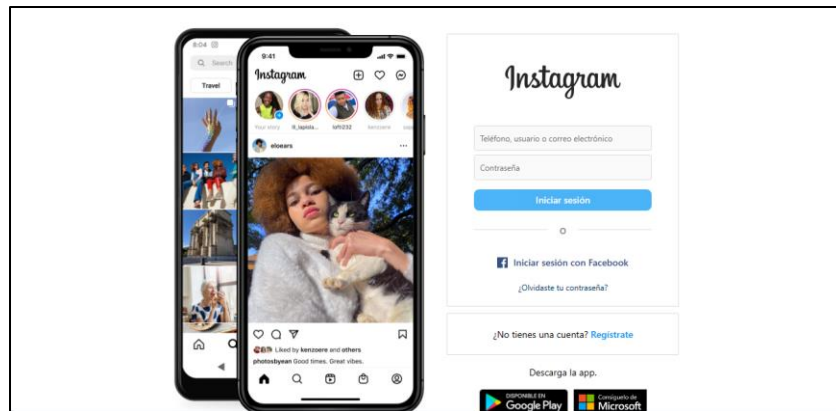 8:04
Search
Travel
9:41
Instagram
Your story
lofti232
kenzoere
eloears
Liked by kenzoere and others
photosbyean Good times. Great vibes.
Instagram
Teléfono, usuario o correo electrónico
Contraseña
Iniciar sesión
O
Iniciar sesión con Facebook
¿Olvidaste tu contraseña?
¿No tienes una cuenta? Regístrate
Descarga la app.
DISPONIBLE EN
Google Play
Consíguelo de
Microsoft